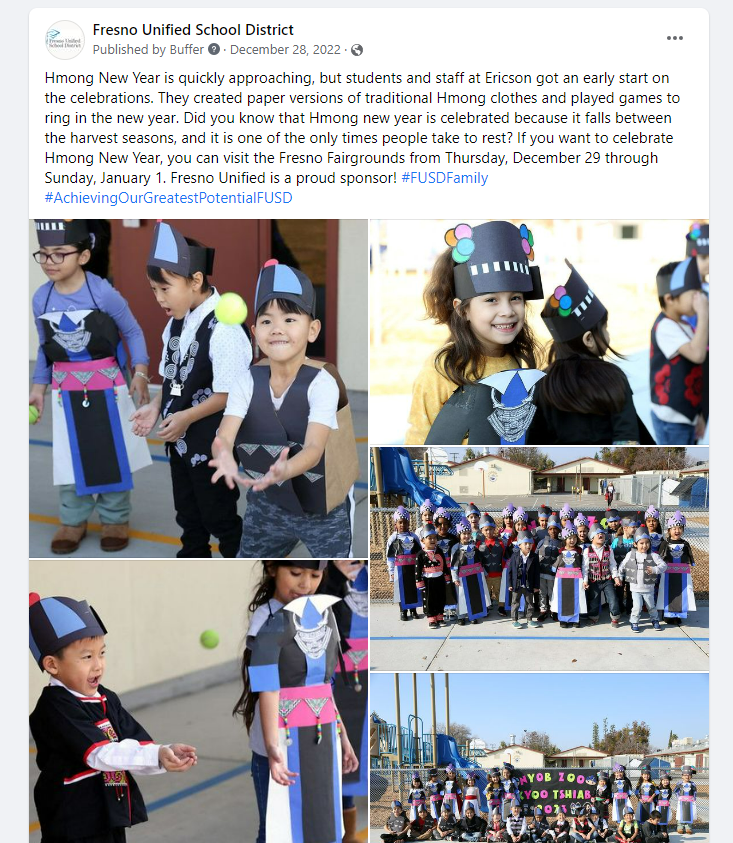 Fresno Unified
School District
Fresno Unified School District
Published by Buffer · December 28, 2022 ·
Hmong New Year is quickly approaching, but students and staff at Ericson got an early start on
the celebrations. They created paper versions of traditional Hmong clothes and played games to
ring in the new year. Did you know that Hmong new year is celebrated because it falls between
the harvest seasons, and it is one of the only times people take to rest? If you want to celebrate
Hmong New Year, you can visit the Fresno Fairgrounds from Thursday, December 29 through
Sunday, January 1. Fresno Unified is a proud sponsor! #FUSDFamily
#AchievingOurGreatestPotentialFUSD
NYOB ZOO
XYOO TSHIAB
2023